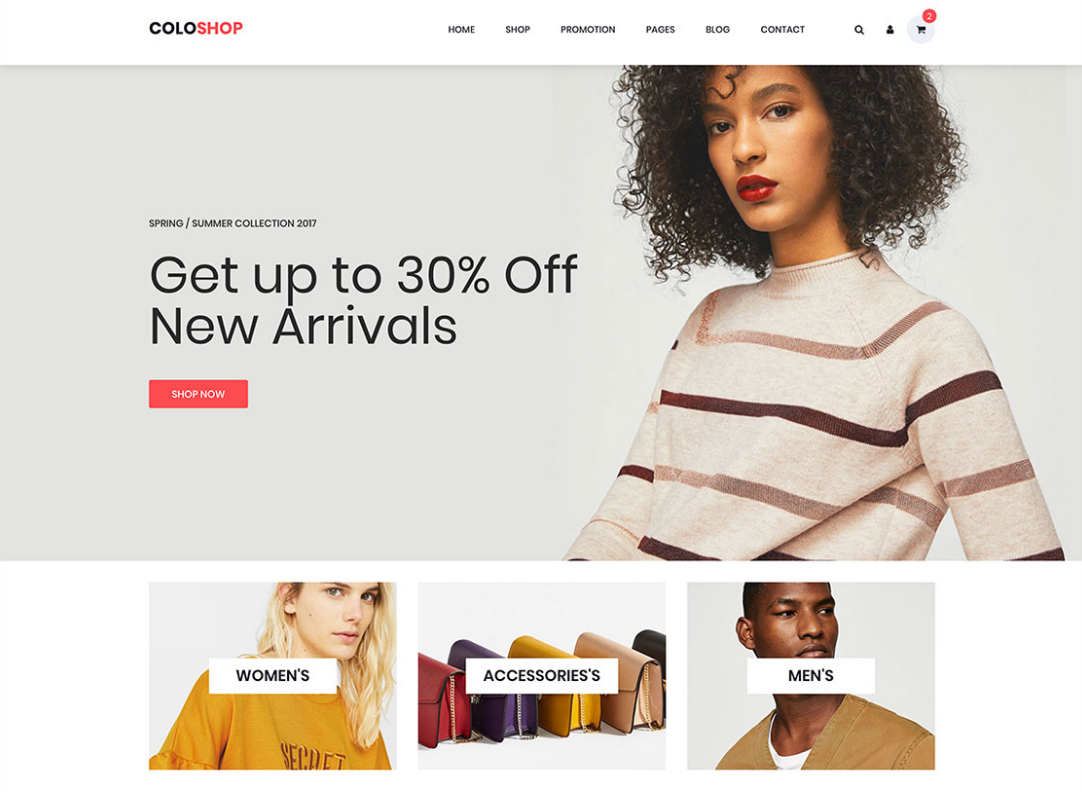 COLOSHOP
HOME SHOP PROMOTION PAGES BLOG CONTACT
2
SPRING / SUMMER COLLECTION 2017
Get up to 30% Off
New Arrivals
SHOP NOW
WOMEN'S
ACCESSORIES'S
MEN'S
SECRET